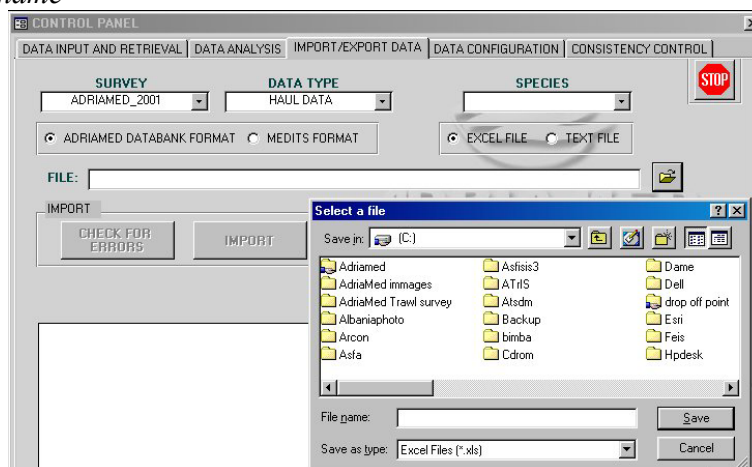 name
CONTROL PANEL
DATA INPUT AND RETRIEVAL DATA ANALYSIS IMPORT/EXPORT DATA DATA CONFIGURATION CONSISTENCY CONTROL
SURVEY DATA TYPE SPECIES STOP
ADRIAMED_2001 HAUL DATA
ADRIAMED DATABANK FORMAT MEDITS FORMAT EXCEL FILE TEXT FILE
FILE:
IMPORT
CHECK FOR ERRORS IMPORT
Select a file
Save in: (C:)
Adriamed Asfisis3 Dame
AdriaMed immages ATrIS Dell
AdriaMed Trawl survey Atsdm drop off point
Albaniaphoto Backup Esri
Arcon bimba Feis
Asfa Cdrom Hpdesk
File name: Save
Save as type: Excel Files (*.xls) Cancel